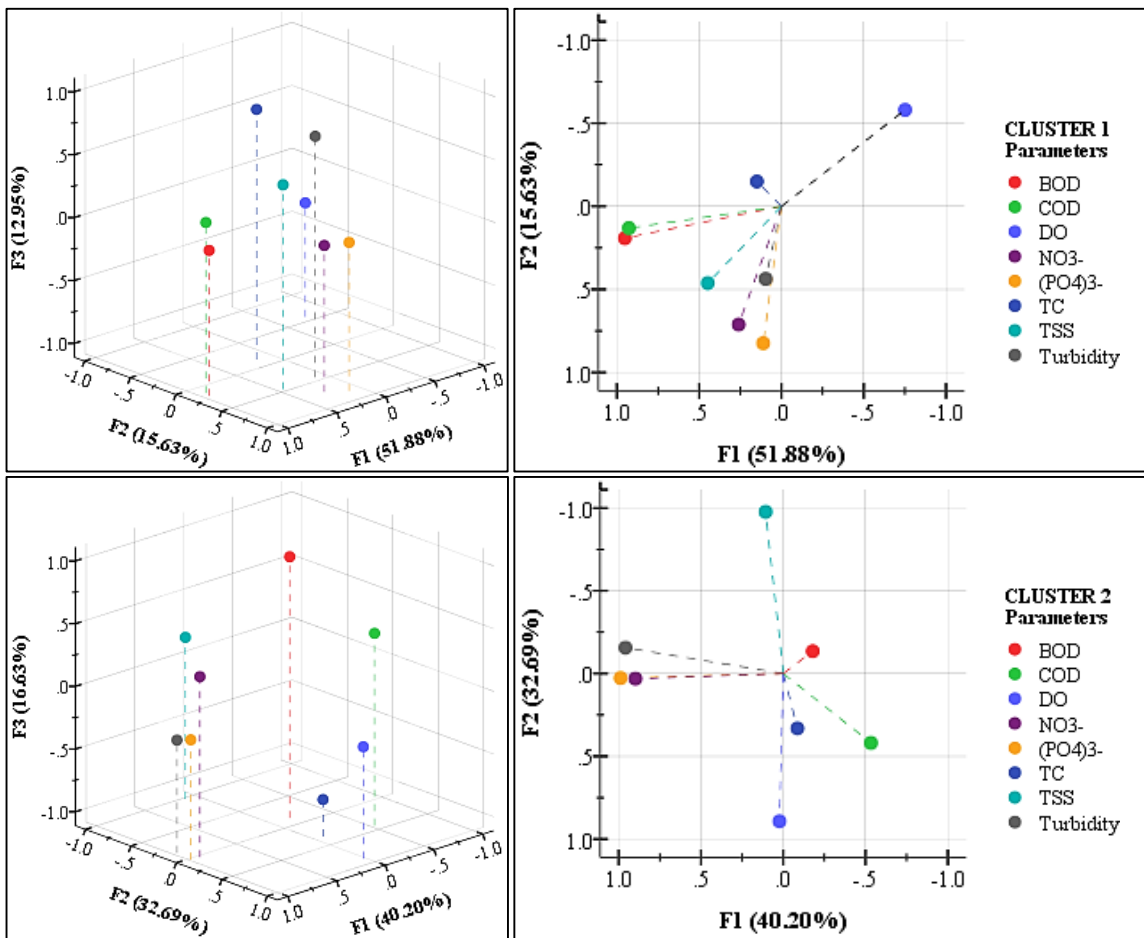 1.0
.5
.0
-.5
-1.0
F3 (12.95%)
-1.0
-.5
.0
.5
1.0
F2 (15.63%)
1.0
.5
.0
-.5
-1.0
F1 (51.88%)
-1.0
-.5
.0
.5
1.0
F2 (15.63%)
1.0
.5
.0
-.5
-1.0
F1 (51.88%)
CLUSTER 1
Parameters
BOD
COD
DO
NO3-
(PO4)3-
TC
TSS
Turbidity
1.0
.5
.0
-.5
-1.0
F3 (16.63%)
-1.0
-.5
.0
.5
1.0
F2 (32.69%)
1.0
.5
.0
-.5
-1.0
F1 (40.20%)
-1.0
-.5
.0
.5
1.0
F2 (32.69%)
1.0
.5
.0
-.5
-1.0
F1 (40.20%)
CLUSTER 2
Parameters
BOD
COD
DO
NO3-
(PO4)3-
TC
TSS
Turbidity